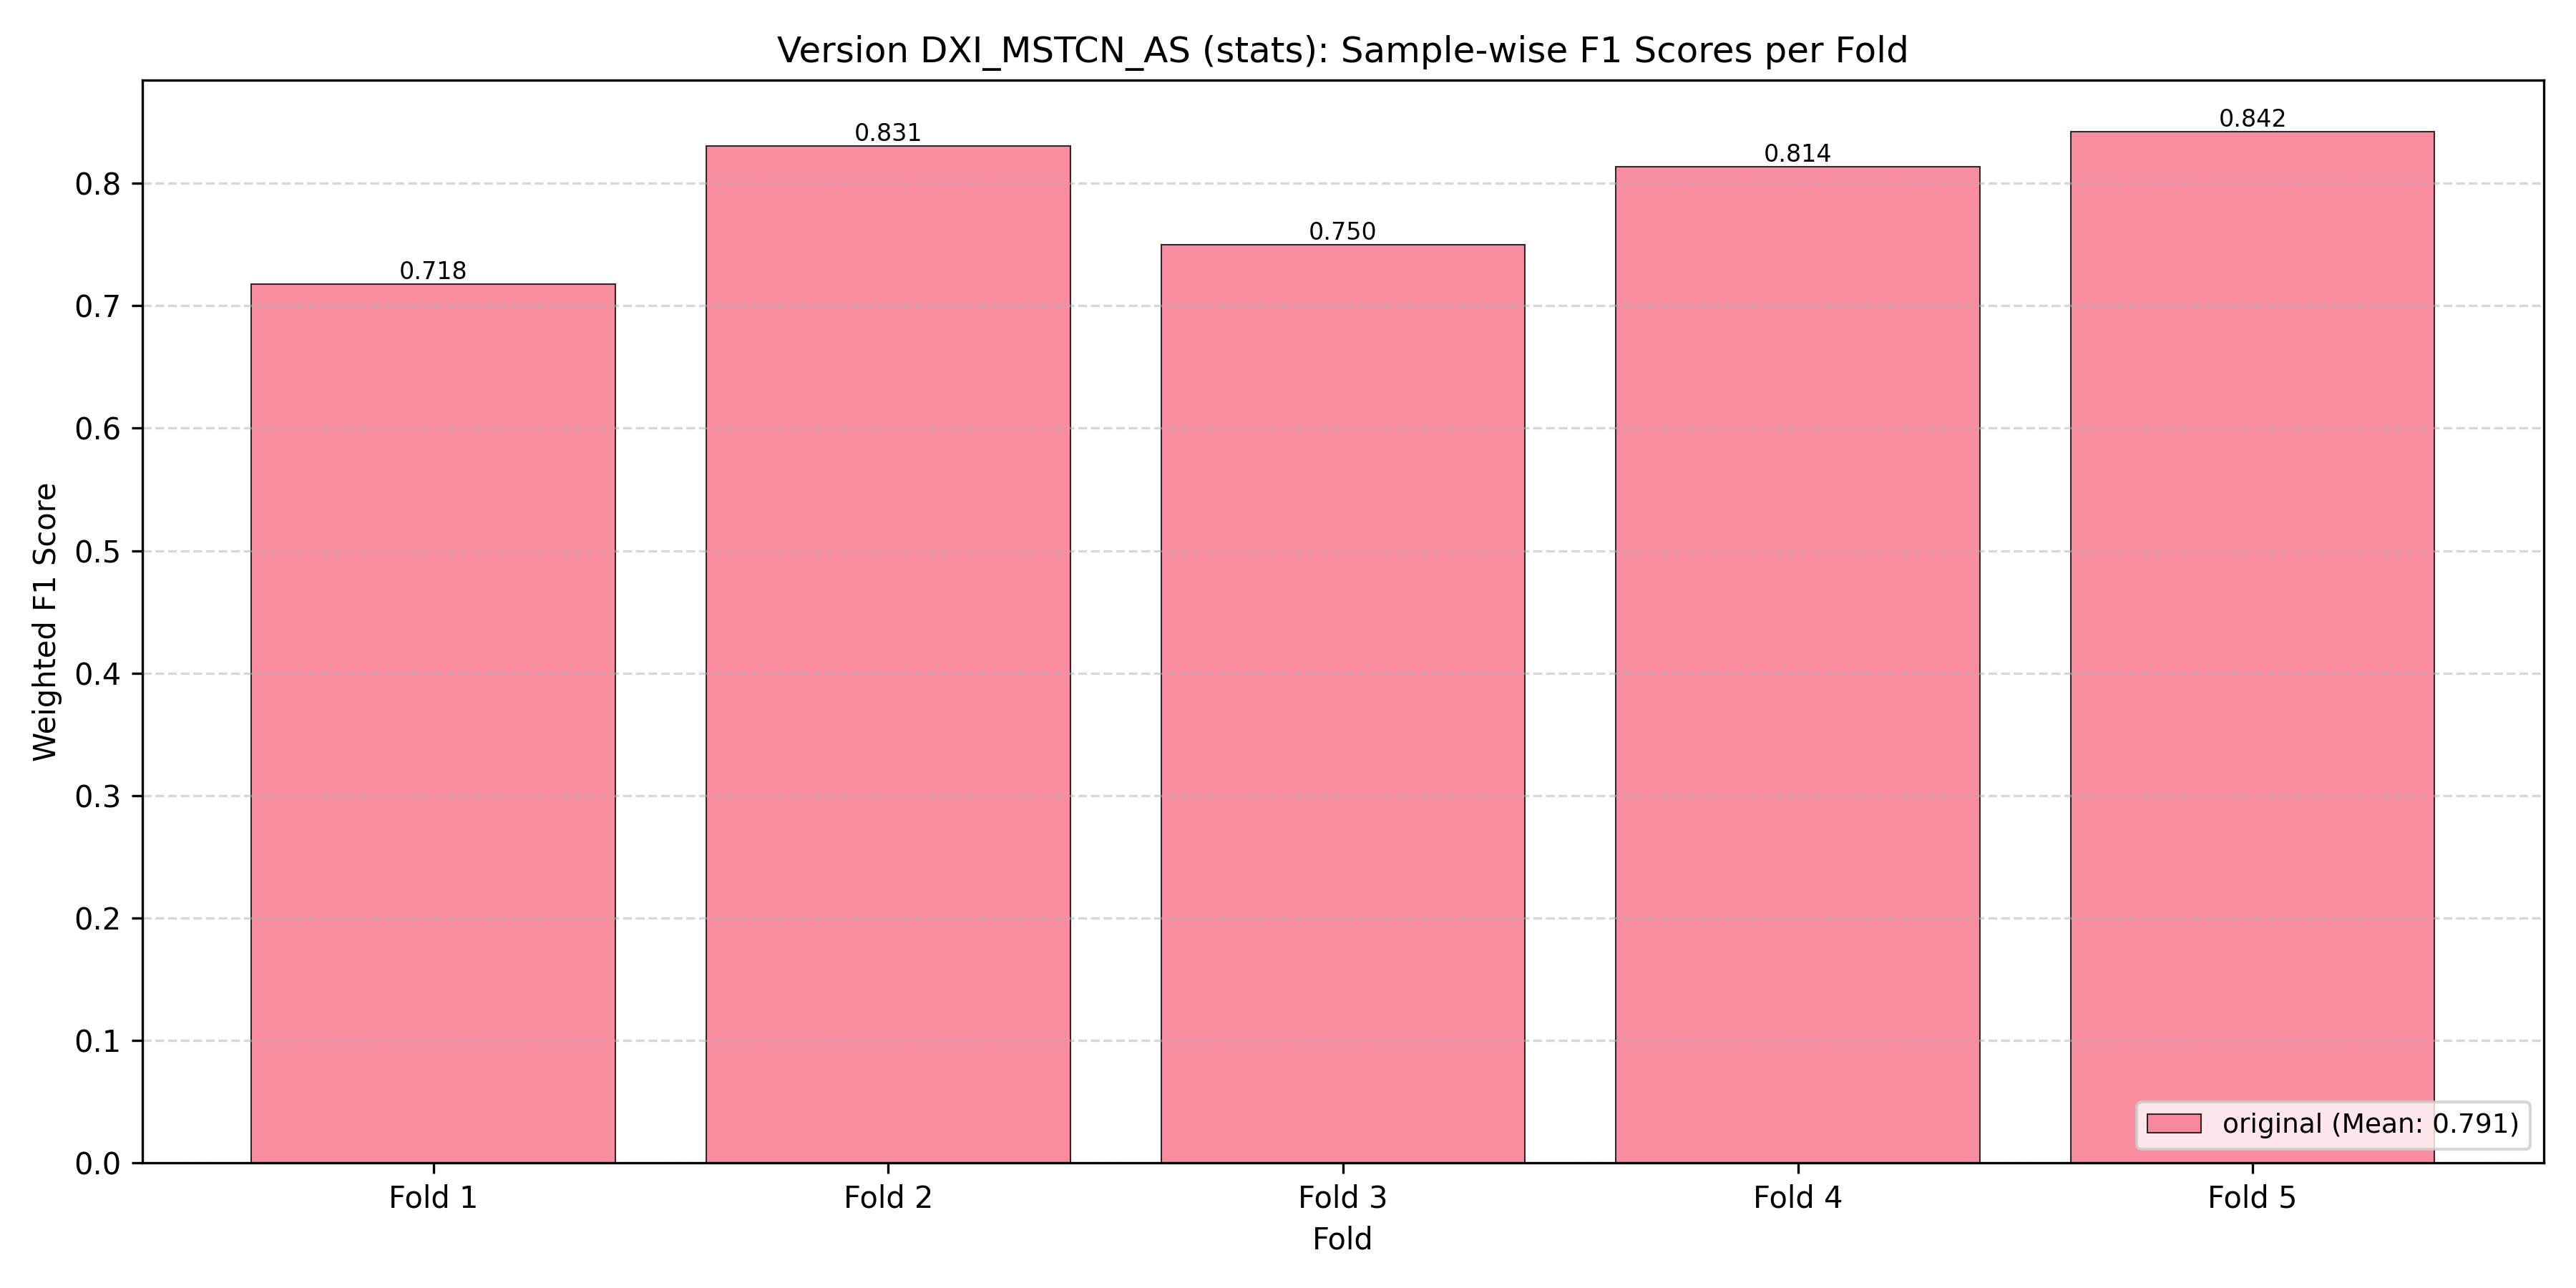 Version DXI_MSTCN_AS (stats): Sample-wise F1 Scores per Fold
Weighted F1 Score
0.8
0.7
0.6
0.5
0.4
0.3
0.2
0.1
0.0
0.718
0.831
0.750
0.814
0.842
original (Mean: 0.791)
Fold 1
Fold 2
Fold 3
Fold 4
Fold 5
Fold